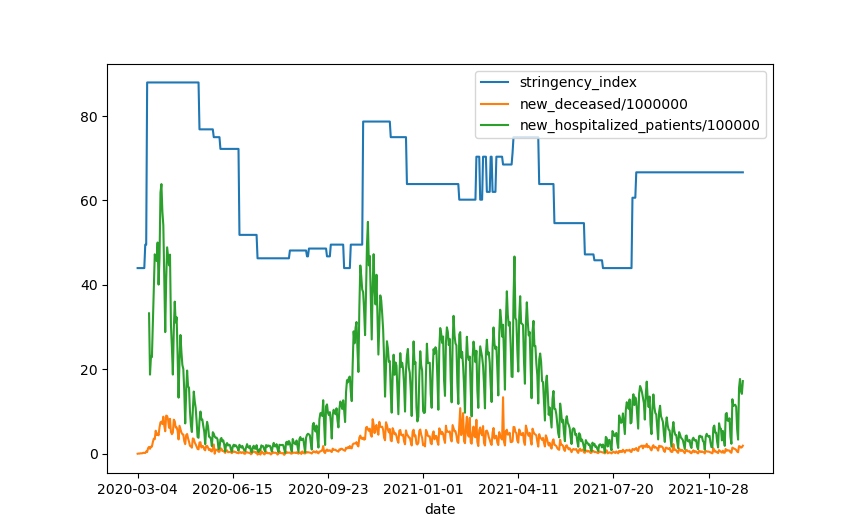 stringency_index
new_deceased/1000000
new_hospitalized_patients/100000
80
60
40
20
0
2020-03-04 2020-06-15 2020-09-23 2021-01-01 2021-04-11 2021-07-20 2021-10-28
date